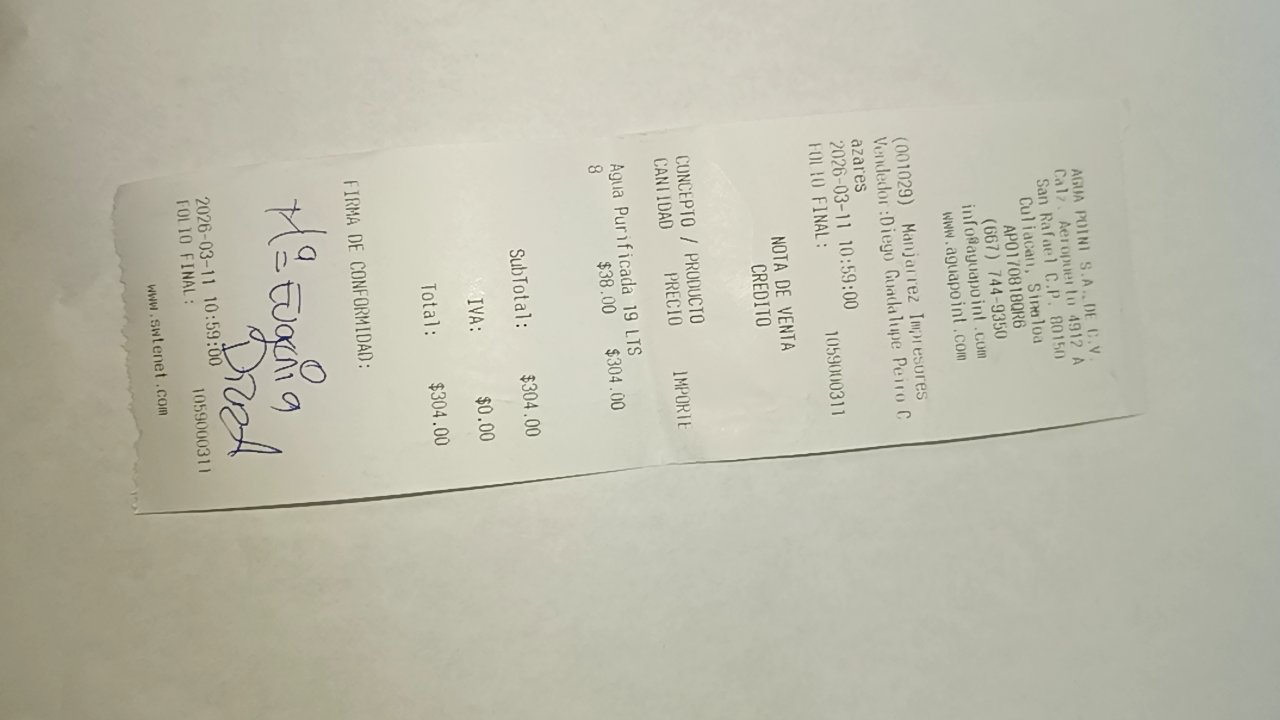 AGUA POINT S.A. DE C.V.
Calz. Aeropuerto 4912 A
San Rafael C.P. 80150
Culiacan, Sinaloa
APO170818QR6
(667) 744-9350
info@aguapoint.com
www.aguapoint.com
(001029) Manjarrez Impresores
Vendedor:Diego Guadalupe Peiro C
azares
2026-03-11 10:59:00
FOLIO FINAL: 1059000311
NOTA DE VENTA
CREDITO
CONCEPTO / PRODUCTO
CANTIDAD PRECIO IMPORTE
Agua Purificada 19 LTS
8 $38.00 $304.00
SubTotal: $304.00
IVA: $0.00
Total: $304.00
FIRMA DE CONFORMIDAD:
Mª Eugenia
2026-03-11 10:59:00
FOLIO FINAL: 1059000311
www.swtenet.com